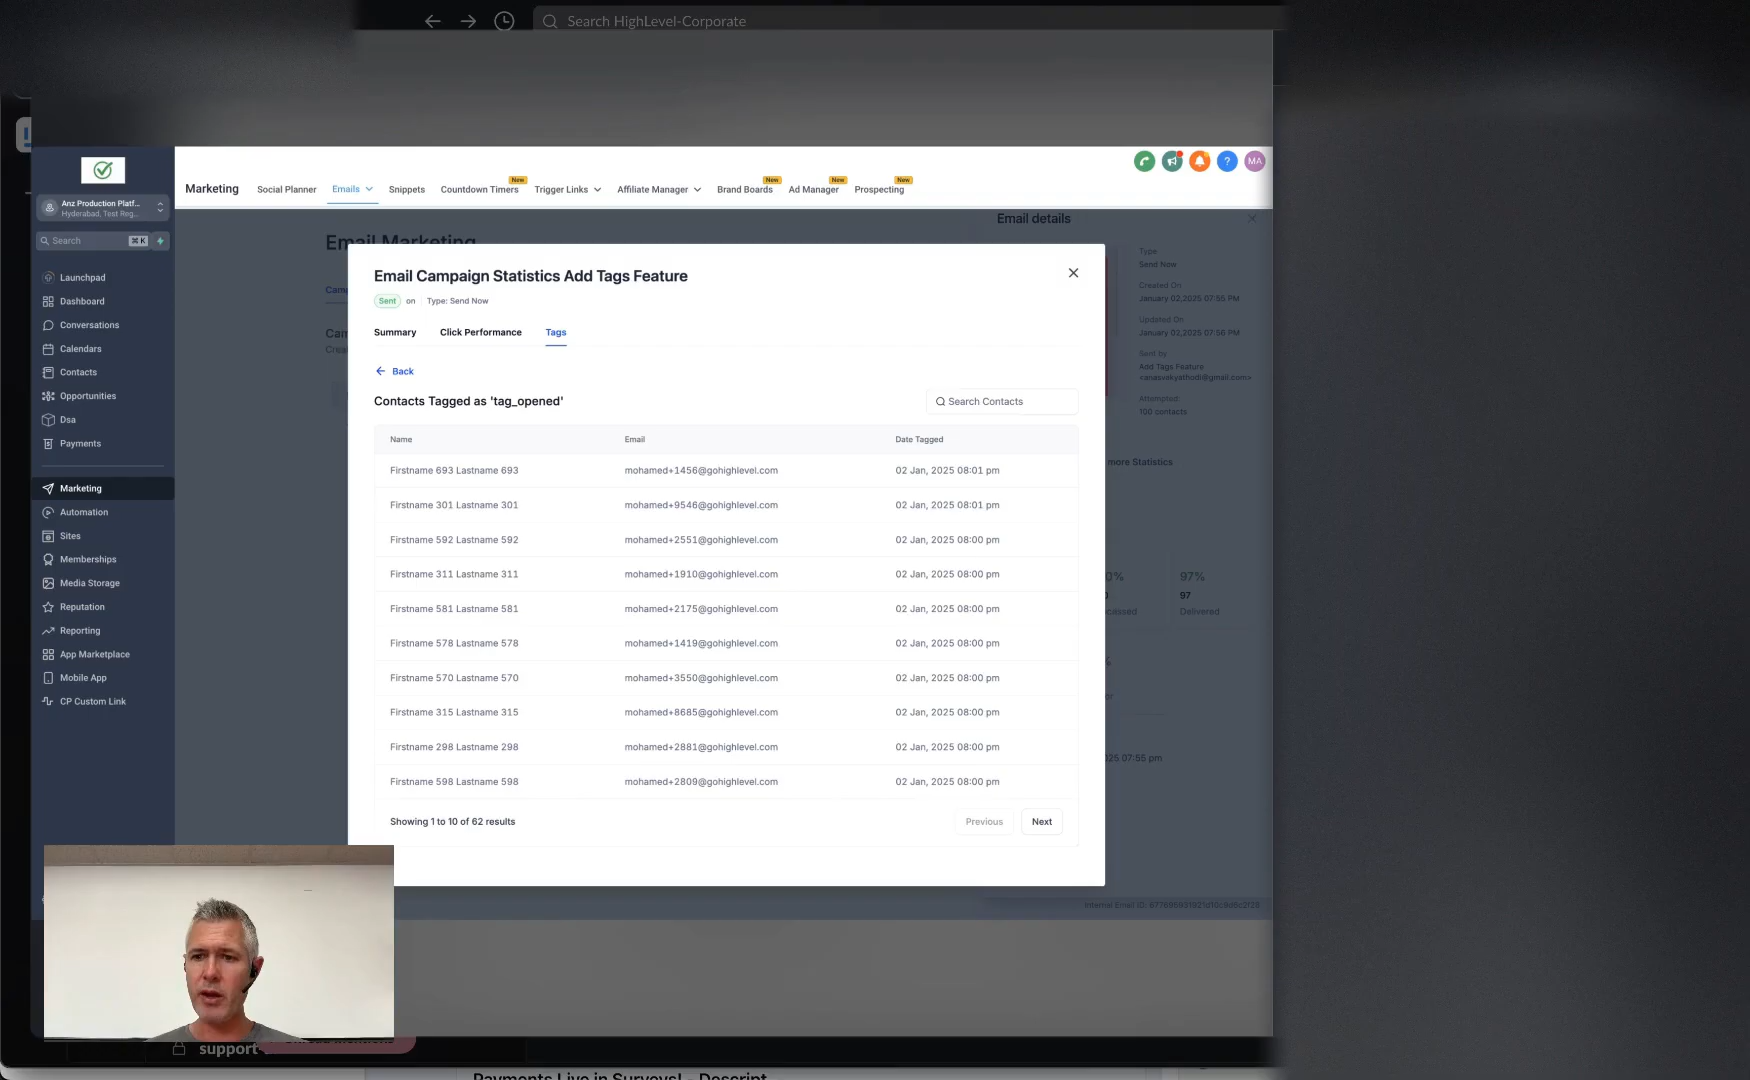 Search HighLevel-Corporate
Marketing
Social Planner
Emails
Snippets
Countdown Timers
New
Trigger Links
Affiliate Manager
Brand Boards
New
Ad Manager
New
Prospecting
New
?
MA
Anz Production Platf...
Hyderabad, Test Reg...
Search
⌘K
Launchpad
Dashboard
Conversations
Calendars
Contacts
Opportunities
Dsa
Payments
Marketing
Automation
Sites
Memberships
Media Storage
Reputation
Reporting
App Marketplace
Mobile App
CP Custom Link
Email Marketing
Email details
Type
Send Now
Created On
January 02,2025 07:55 PM
Updated On
January 03,2025 07:56 PM
Sent by
Add Tags Feature
Attempted:
100 contacts
more Statistics
97%
97
Delivered
Email Campaign Statistics Add Tags Feature
Sent on Type: Send Now
Summary
Click Performance
Tags
Back
Contacts Tagged as 'tag_opened'
Search Contacts
Name Email Date Tagged
Firstname 693 Lastname 693 mohamed+1456@gohighlevel.com 02 Jan, 2025 08:01 pm
Firstname 301 Lastname 301 mohamed+9546@gohighlevel.com 02 Jan, 2025 08:01 pm
Firstname 592 Lastname 592 mohamed+2551@gohighlevel.com 02 Jan, 2025 08:00 pm
Firstname 311 Lastname 311 mohamed+1910@gohighlevel.com 02 Jan, 2025 08:00 pm
Firstname 581 Lastname 581 mohamed+2175@gohighlevel.com 02 Jan, 2025 08:00 pm
Firstname 578 Lastname 578 mohamed+1419@gohighlevel.com 02 Jan, 2025 08:00 pm
Firstname 570 Lastname 570 mohamed+3550@gohighlevel.com 02 Jan, 2025 08:00 pm
Firstname 315 Lastname 315 mohamed+8685@gohighlevel.com 02 Jan, 2025 08:00 pm
Firstname 298 Lastname 298 mohamed+2881@gohighlevel.com 02 Jan, 2025 08:00 pm
Firstname 598 Lastname 598 mohamed+2809@gohighlevel.com 02 Jan, 2025 08:00 pm
Showing 1 to 10 of 62 results
Previous
Next
support-
Payments Live in Surveys! - Descript